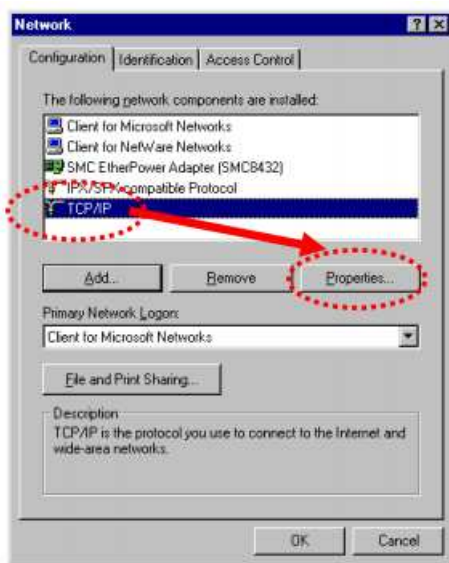 Network
Configuration Identification Access Control
The following network components are installed:
Client for Microsoft Networks
Client for NetWare Networks
SMC EtherPower Adapter (SMC8432)
IPX/SPX-compatible Protocol
TCP/IP
Add... Remove Properties...
Primary Network Logon:
Client for Microsoft Networks
File and Print Sharing...
Description
TCP/IP is the protocol you use to connect to the Internet and
wide-area networks.
OK Cancel